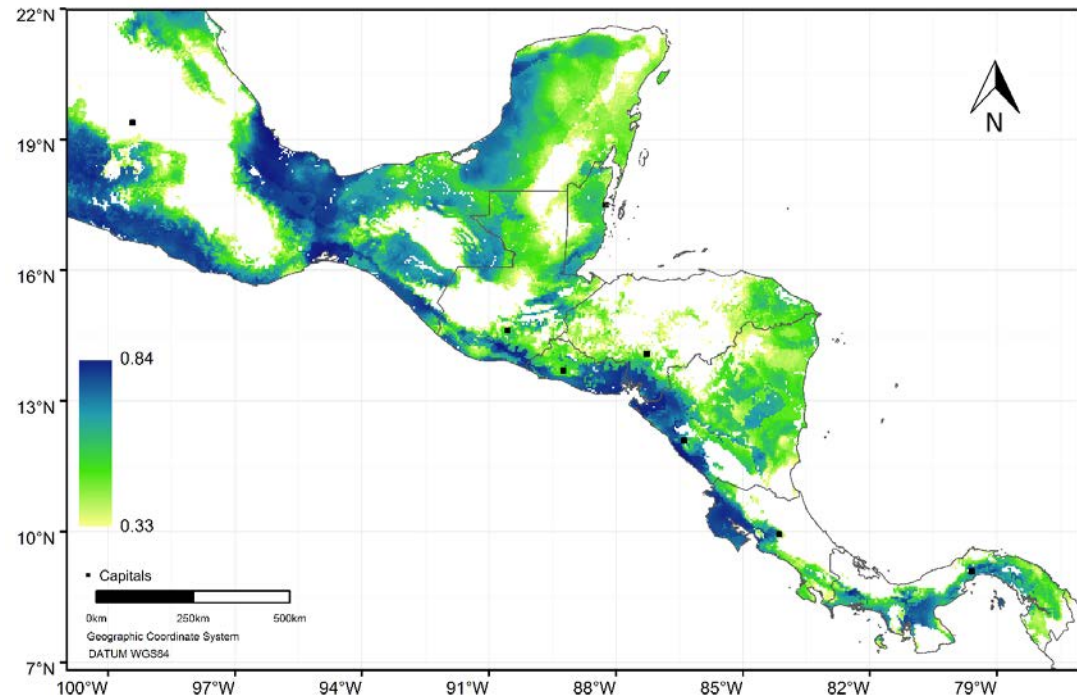 22°N
19°N
16°N
13°N
10°N
7°N
N
0.84
0.33
Capitals
0km 250km 500km
Geographic Coordinate System
DATUM WGS84
100°W 97°W 94°W 91°W 88°W 85°W 82°W 79°W